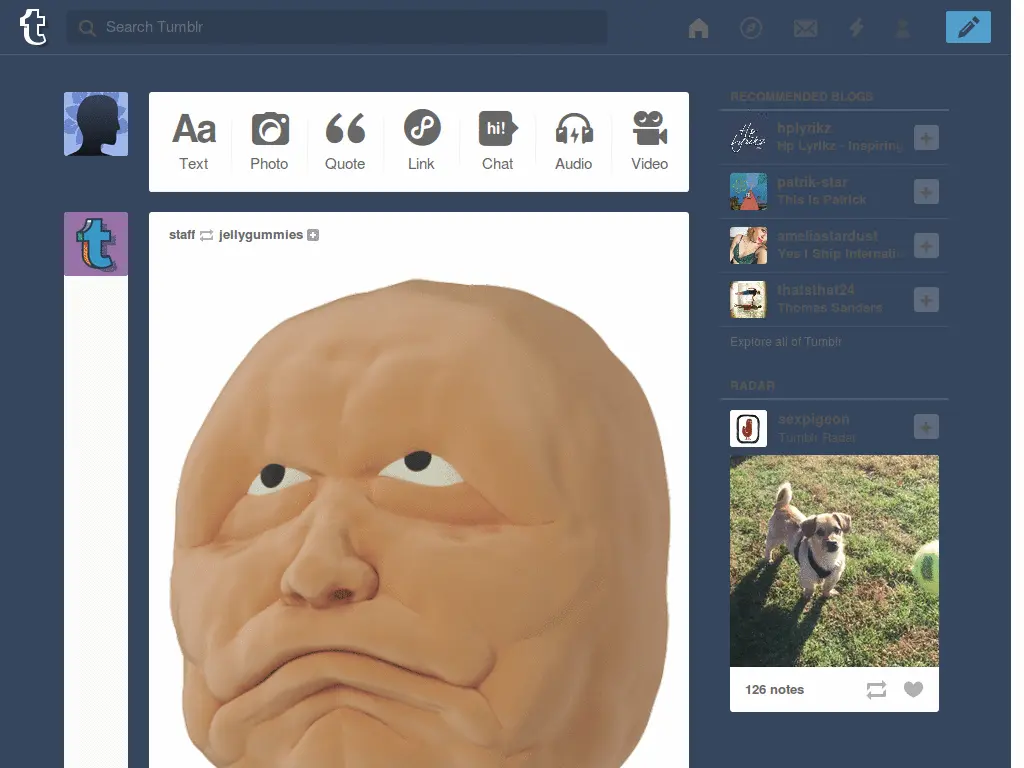 t
Search Tumblr
Aa
hi!
Text
Photo
Quote
Link
Chat
Audio
Video
staff jellygummies
t
RECOMMENDED BLOGS
hplyrikz
Hp Lyrikz - Inspiring
patrik-star
This Is Patrick
ameliastardust
Yes I Ship Internati
thatsthat24
Thomas Sanders
Explore all of Tumblr
RADAR
sexpigeon
Tumblr Radar
126 notes